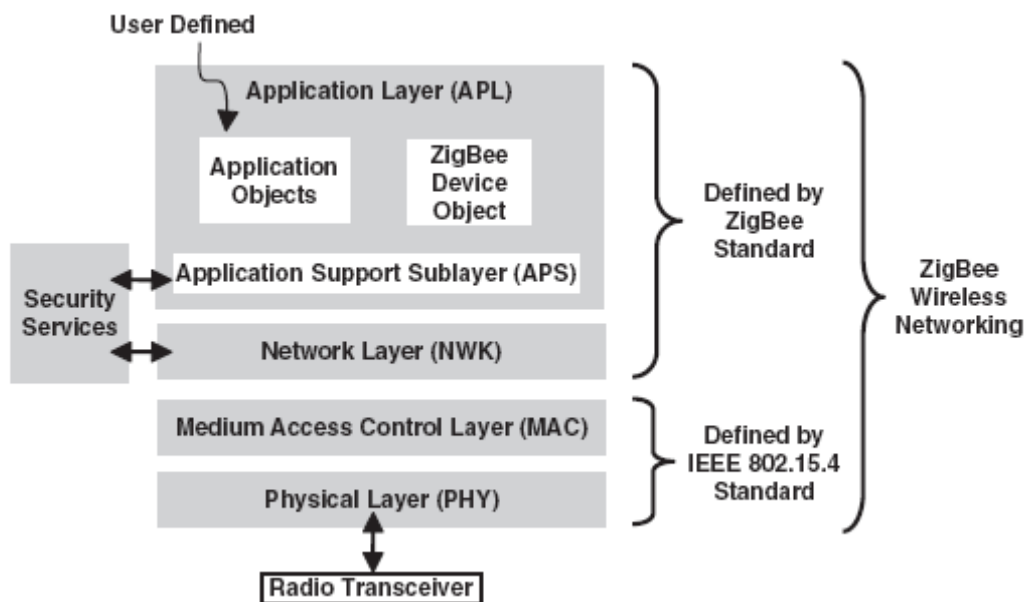 User Defined
Application Layer (APL)
Application
Objects
ZigBee
Device
Object
Application Support Sublayer (APS)
Security
Services
Network Layer (NWK)
Medium Access Control Layer (MAC)
Physical Layer (PHY)
Radio Transceiver
Defined by
ZigBee
Standard
Defined by
IEEE 802.15.4
Standard
ZigBee
Wireless
Networking